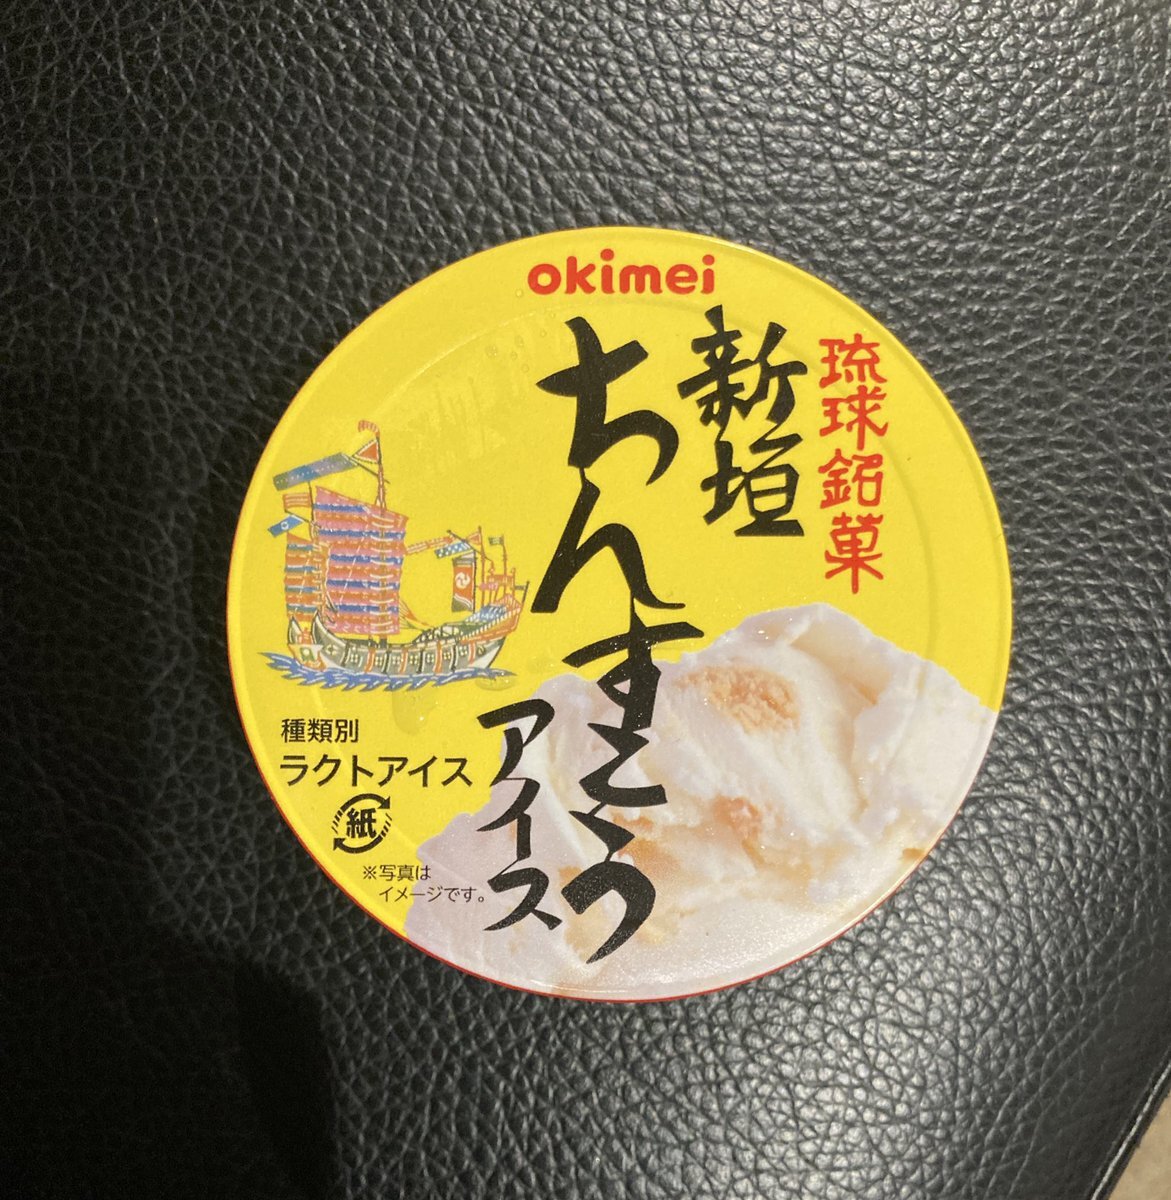 okimei
琉球銘菓
新垣
ちんすこう
アイス
種類別
ラクトアイス
紙
※写真は
イメージです。